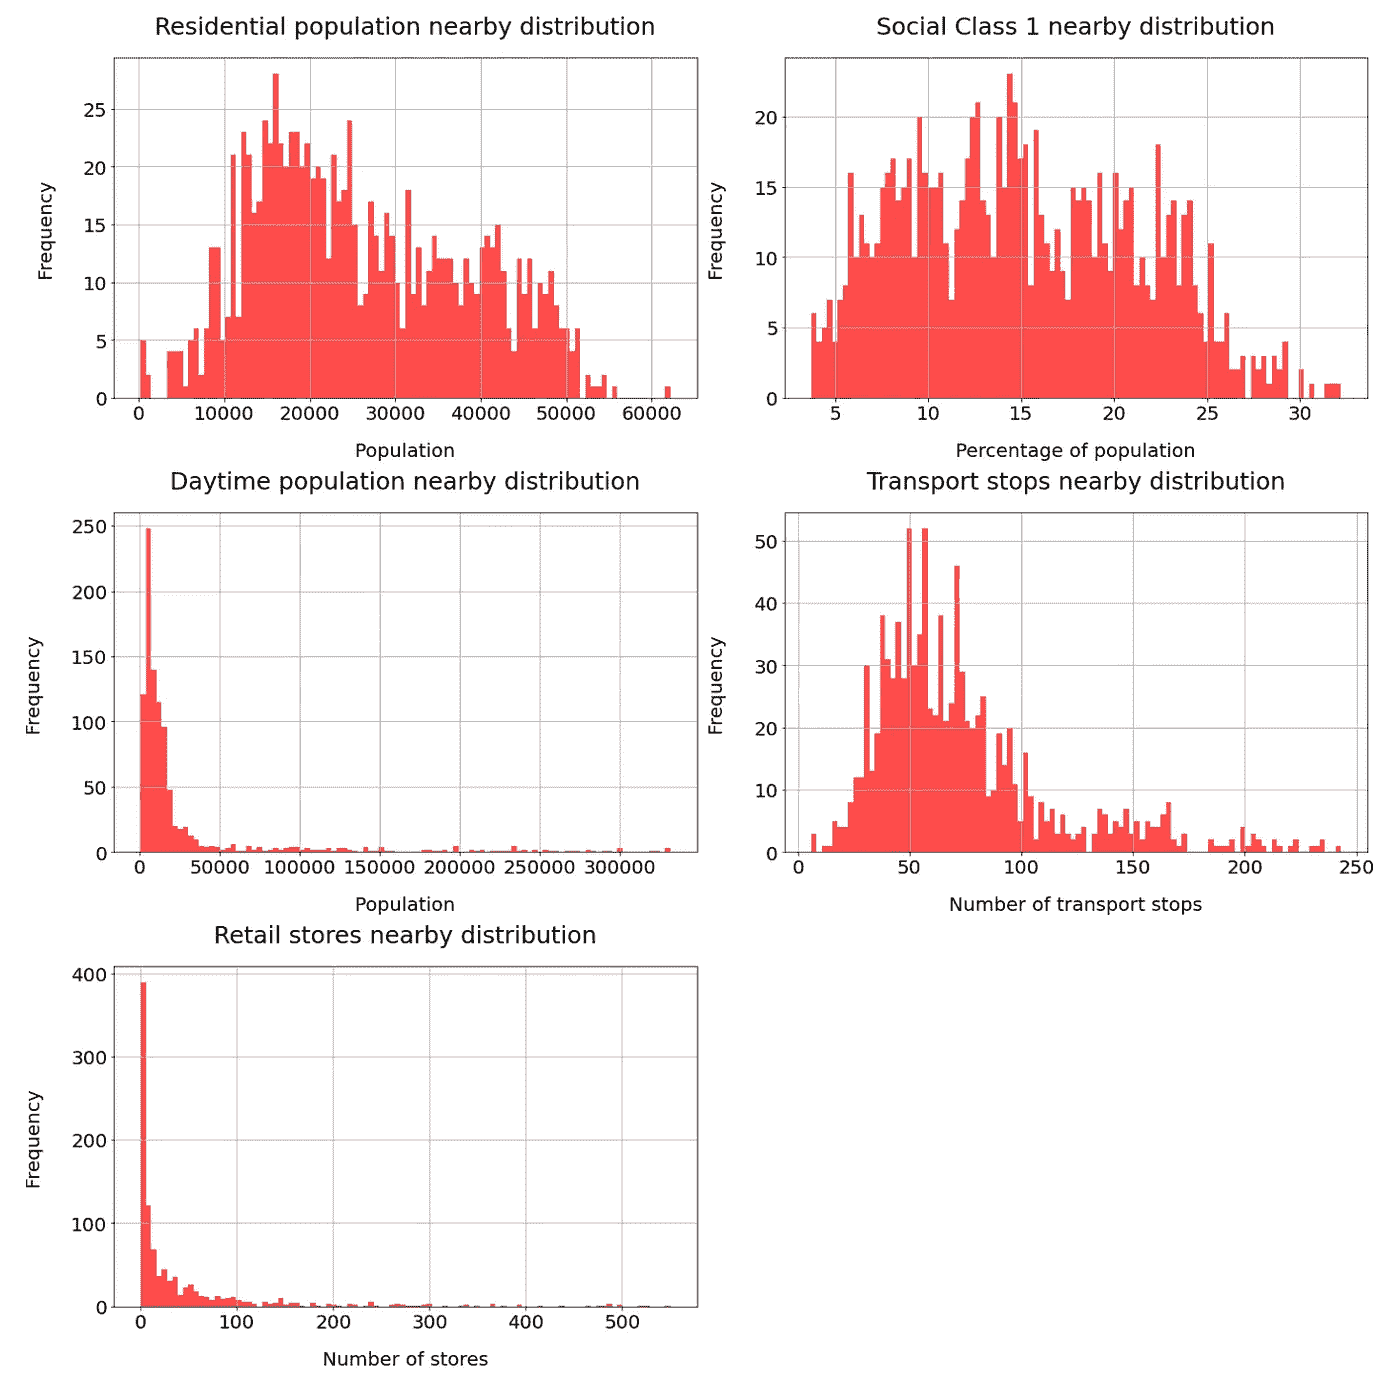 Residential population nearby distribution
Frequency
25
20
15
10
5
0
0 10000 20000 30000 40000 50000 60000
Population
Social Class 1 nearby distribution
Frequency
20
15
10
5
0
5 10 15 20 25 30
Percentage of population
Daytime population nearby distribution
Frequency
250
200
150
100
50
0
0 50000 100000 150000 200000 250000 300000
Population
Transport stops nearby distribution
Frequency
50
40
30
20
10
0
0 50 100 150 200 250
Number of transport stops
Retail stores nearby distribution
Frequency
400
300
200
100
0
0 100 200 300 400 500
Number of stores